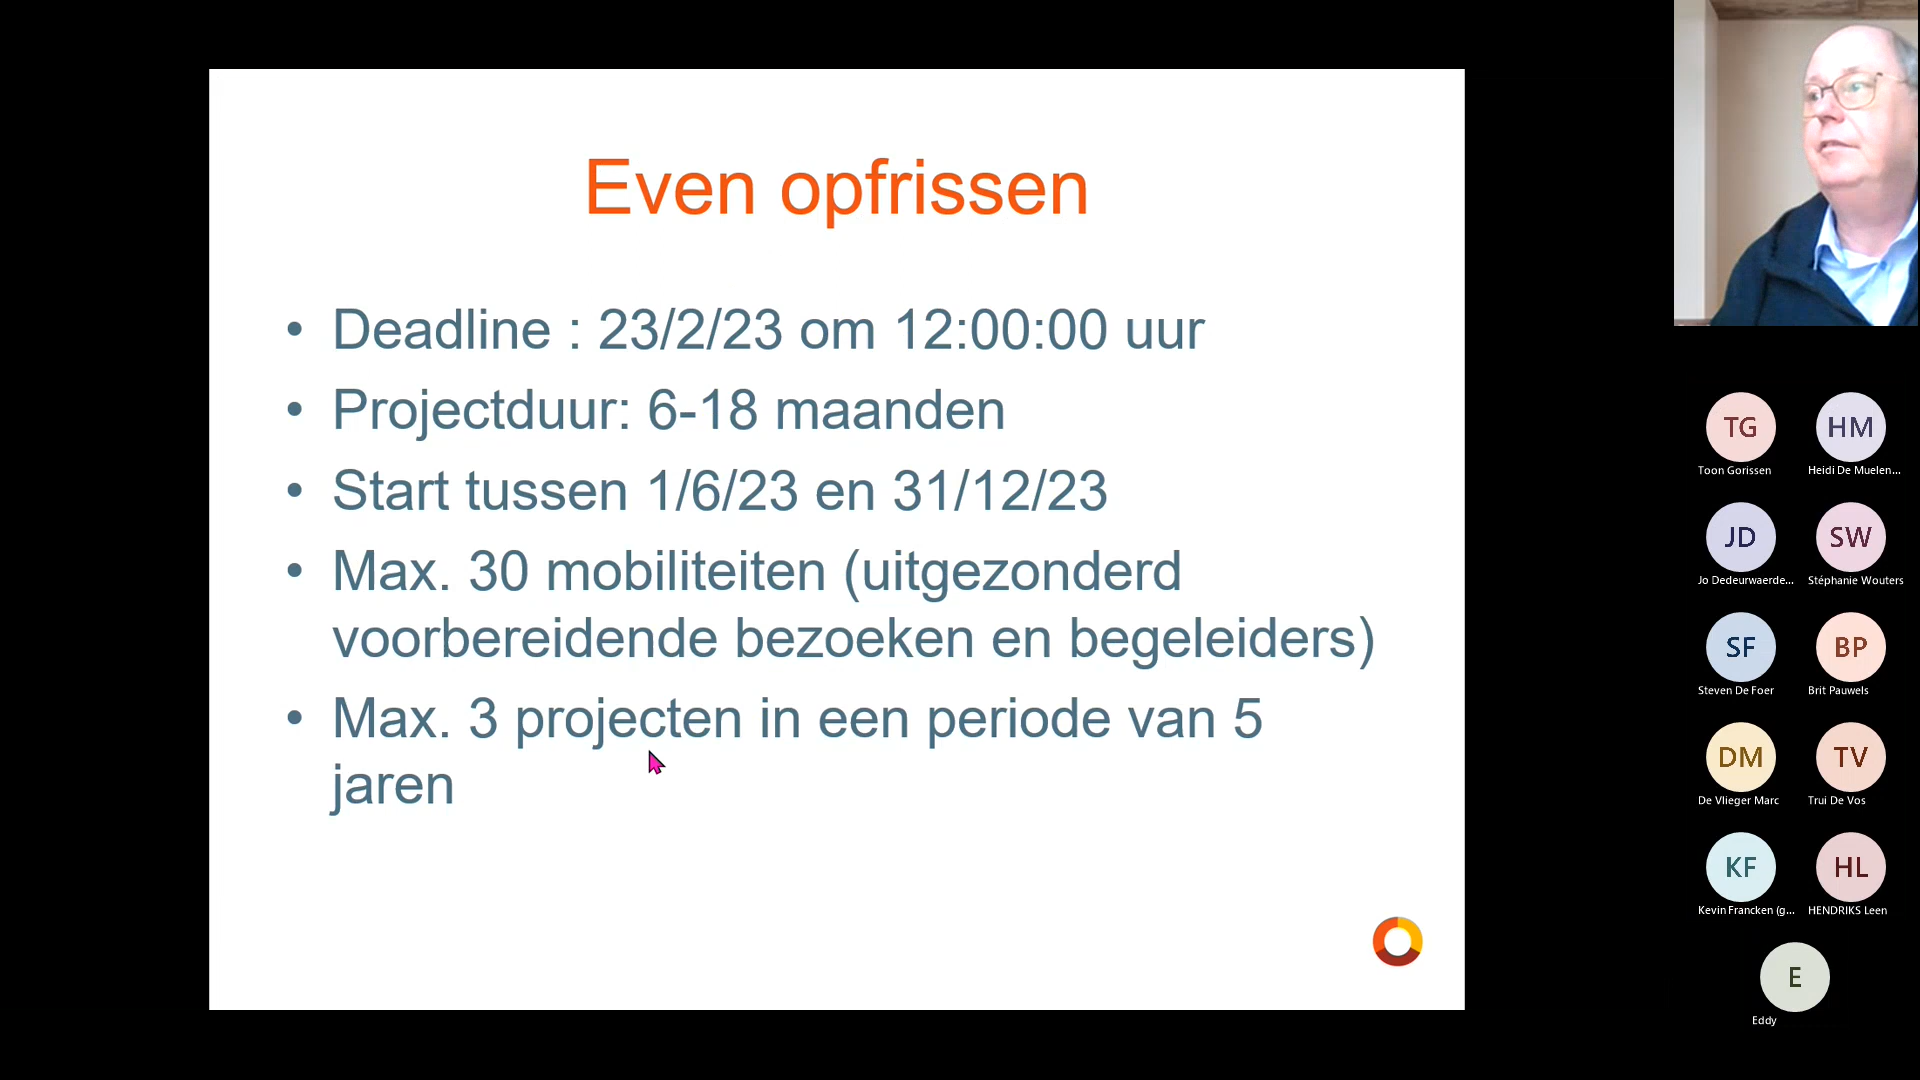 Even opfrissen
• Deadline : 23/2/23 om 12:00:00 uur
• Projectduur: 6-18 maanden
• Start tussen 1/6/23 en 31/12/23
• Max. 30 mobiliteiten (uitgezonderd
voorbereidende bezoeken en begeleiders)
• Max. 3 projecten in een periode van 5
jaren
TG
Toon Gorissen
HM
Heidi De Muelen...
JD
Jo Dedeurwaerde...
SW
Stéphanie Wouters
SF
Steven De Foer
BP
Brit Pauwels
DM
De Vlieger Marc
TV
Trui De Vos
KF
Kevin Francken (g...
HL
HENDRIKS Leen
E
Eddy